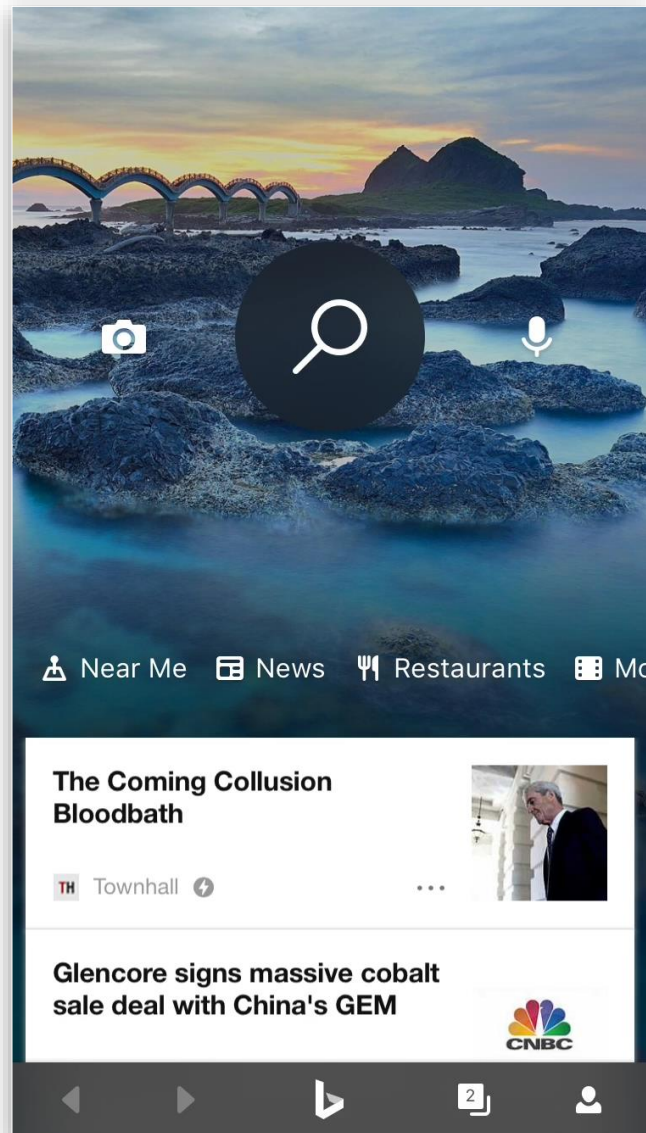 Near Me News Restaurants Mo
The Coming Collusion
Bloodbath
TH Townhall
Glencore signs massive cobalt
sale deal with China's GEM
CNBC
2